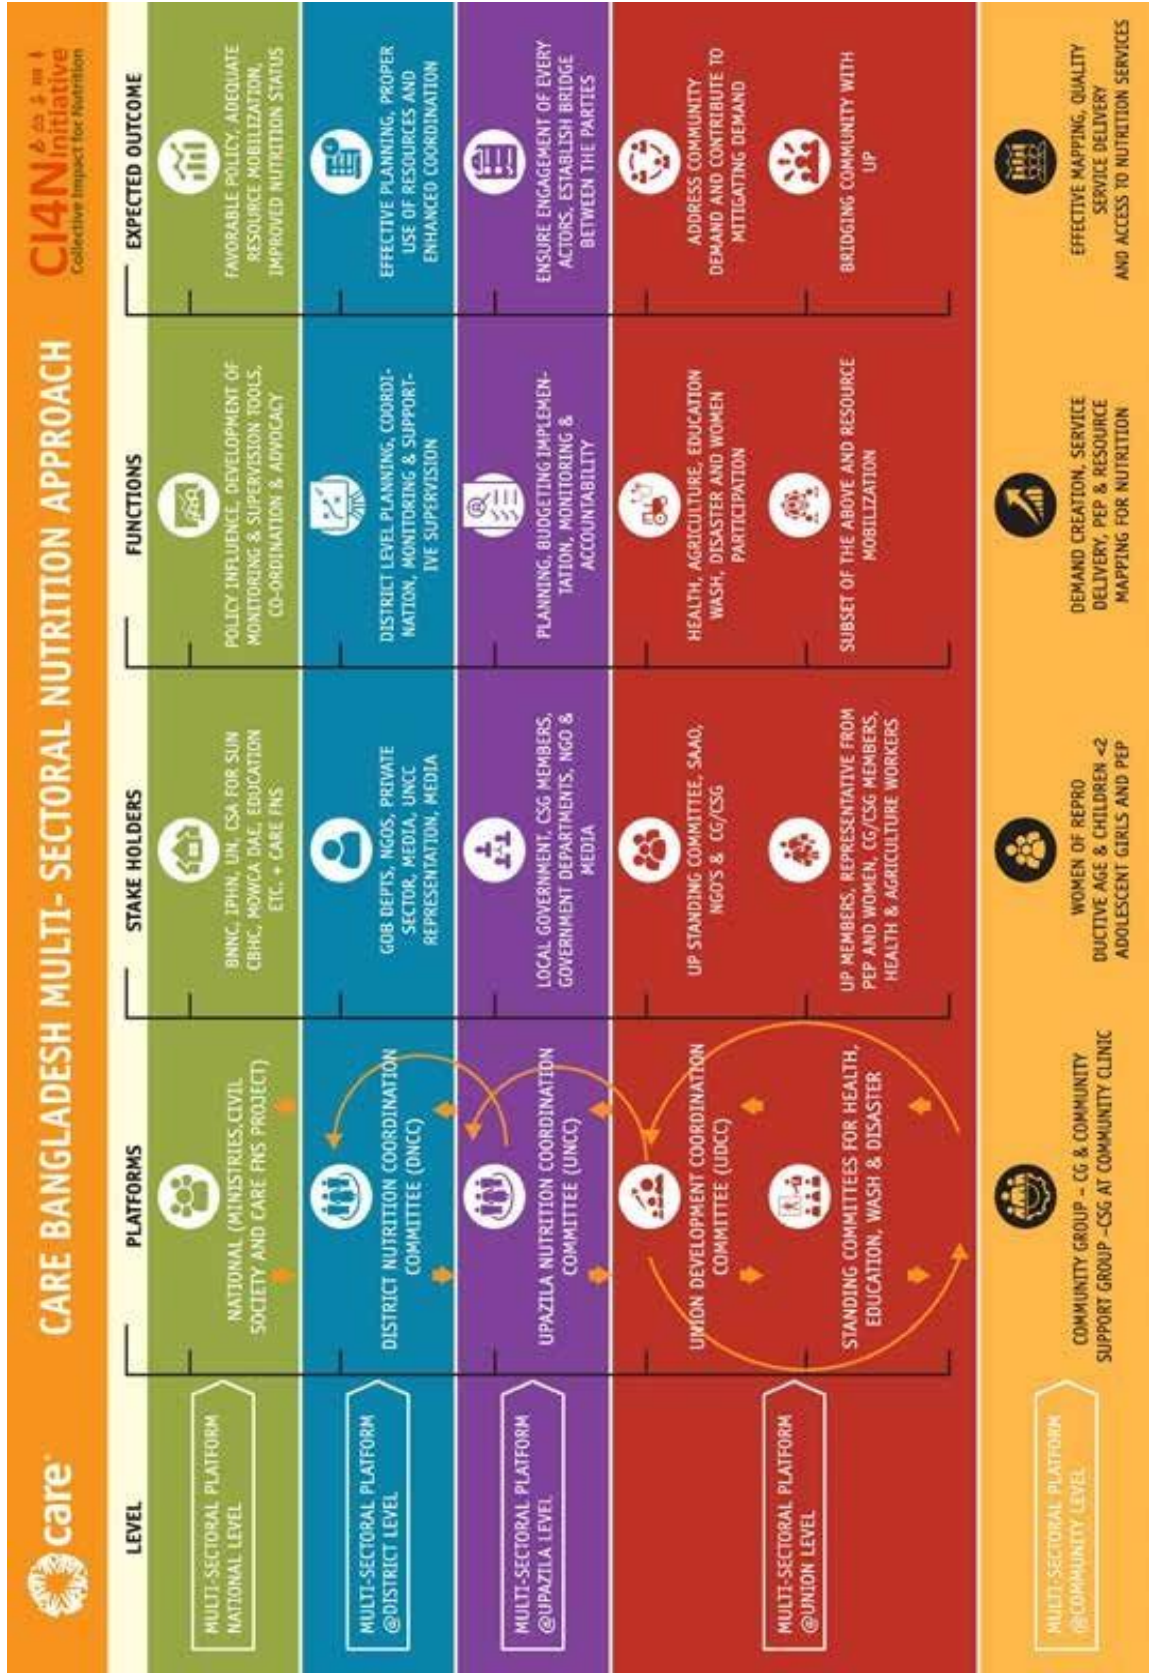 care
CARE BANGLADESH MULTI- SECTORAL NUTRITION APPROACH
CI4N Initiative
Collective Impact for Nutrition
LEVEL
PLATFORMS
STAKE HOLDERS
FUNCTIONS
EXPECTED OUTCOME
MULTI-SECTORAL PLATFORM
NATIONAL LEVEL
NATIONAL (MINISTRIES,CIVIL
SOCIETY AND CARE FNS PROJECT)
BNNC, IPHN, UN, CSA FOR SUN
CBHC, MOWCA DAE, EDUCATION
ETC. + CARE FNS
POLICY INFLUENCE, DEVELOPMENT OF
MONITORING & SUPERVISION TOOLS,
CO-ORDINATION & ADVOCACY
FAVORABLE POLICY, ADEQUATE
RESOURCE MOBILIZATION,
IMPROVED NUTRITION STATUS
MULTI-SECTORAL PLATFORM
@DISTRICT LEVEL
DISTRICT NUTRITION COORDINATION
COMMITTEE (DNCC)
GOB DEPTS, NGOS, PRIVATE
SECTOR, MEDIA, UNCC
REPRESENTATION, MEDIA
DISTRICT LEVEL PLANNING, COORDI-
NATION, MONITORING & SUPPORT-
IVE SUPERVISION
EFFECTIVE PLANNING, PROPER
USE OF RESOURCES AND
ENHANCED COORDINATION
MULTI-SECTORAL PLATFORM
@UPAZILA LEVEL
UPAZILA NUTRITION COORDINATION
COMMITTEE (UNCC)
LOCAL GOVERNMENT, CSG MEMBERS,
GOVERNMENT DEPARTMENTS, NGO &
MEDIA
PLANNING, BUDGETING IMPLEMEN-
TATION, MONITORING &
ACCOUNTABILITY
ENSURE ENGAGEMENT OF EVERY
ACTORS, ESTABLISH BRIDGE
BETWEEN THE PARTIES
MULTI-SECTORAL PLATFORM
@UNION LEVEL
UNION DEVELOPMENT COORDINATION
COMMITTEE (UDCC)
UP STANDING COMMITTEE, SAAO,
NGO'S & CG/CSG
HEALTH, AGRICULTURE, EDUCATION
WASH, DISASTER AND WOMEN
PARTICIPATION
ADDRESS COMMUNITY
DEMAND AND CONTRIBUTE TO
MITIGATING DEMAND
STANDING COMMITTEES FOR HEALTH,
EDUCATION, WASH & DISASTER
UP MEMBERS, REPRESENTATIVE FROM
PEP AND WOMEN, CG/CSG MEMBERS,
HEALTH & AGRICULTURE WORKERS
SUBSET OF THE ABOVE AND RESOURCE
MOBILIZATION
BRIDGING COMMUNITY WITH
UP
MULTI-SECTORAL PLATFORM
@COMMUNITY LEVEL
COMMUNITY GROUP - CG & COMMUNITY
SUPPORT GROUP -CSG AT COMMUNITY CLINIC
WOMEN OF REPRO
DUCTIVE AGE & CHILDREN <2
ADOLESCENT GIRLS AND PEP
DEMAND CREATION, SERVICE
DELIVERY, PEP & RESOURCE
MAPPING FOR NUTRITION
EFFECTIVE MAPPING, QUALITY
SERVICE DELIVERY
AND ACCESS TO NUTRITION SERVICES